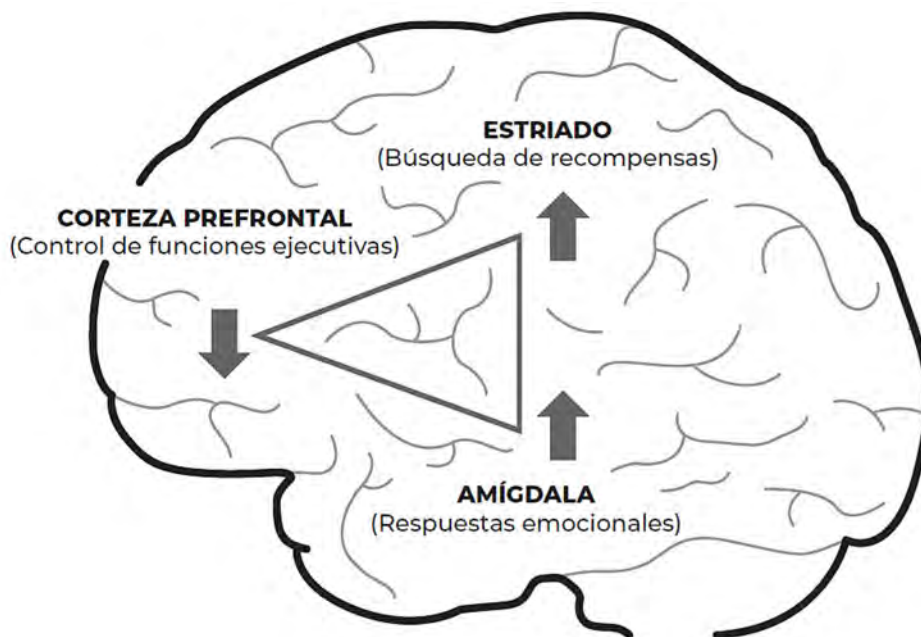 ESTRIADO
(Búsqueda de recompensas)
CORTEZA PREFRONTAL
(Control de funciones ejecutivas)
AMÍGDALA
(Respuestas emocionales)